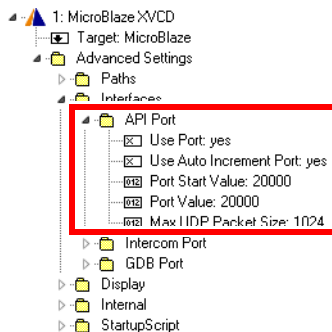 1: MicroBlaze XVCD
Target: MicroBlaze
Advanced Settings
Paths
Interfaces
API Port
Use Port: yes
Use Auto Increment Port: yes
Port Start Value: 20000
Port Value: 20000
Max UDP Packet Size: 1024
Intercom Port
GDB Port
Display
Internal
StartupScript